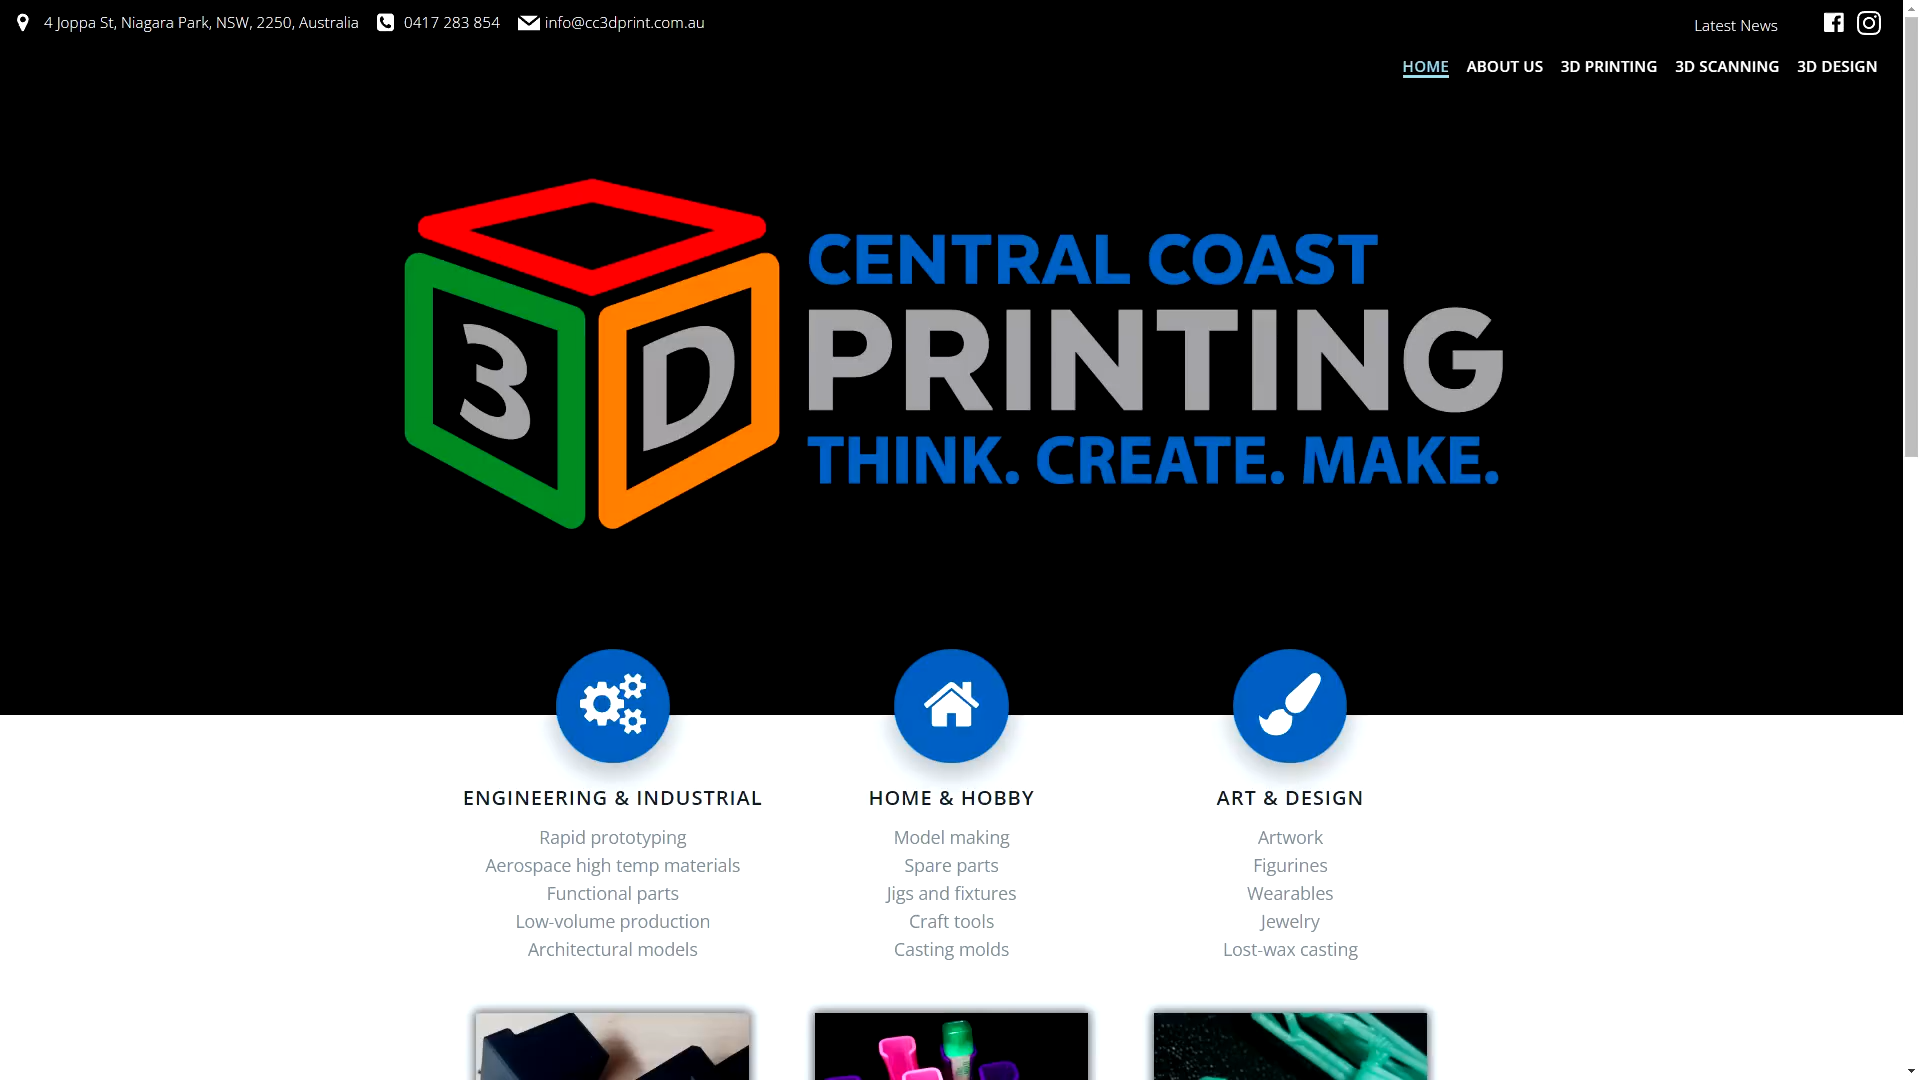 4 Joppa St, Niagara Park, NSW, 2250, Australia
0417 283 854
info@cc3dprint.com.au
Latest News
HOME
ABOUT US
3D PRINTING
3D SCANNING
3D DESIGN
3D
CENTRAL COAST
PRINTING
THINK. CREATE. MAKE.
ENGINEERING & INDUSTRIAL
Rapid prototyping
Aerospace high temp materials
Functional parts
Low-volume production
Architectural models
HOME & HOBBY
Model making
Spare parts
Jigs and fixtures
Craft tools
Casting molds
ART & DESIGN
Artwork
Figurines
Wearables
Jewelry
Lost-wax casting